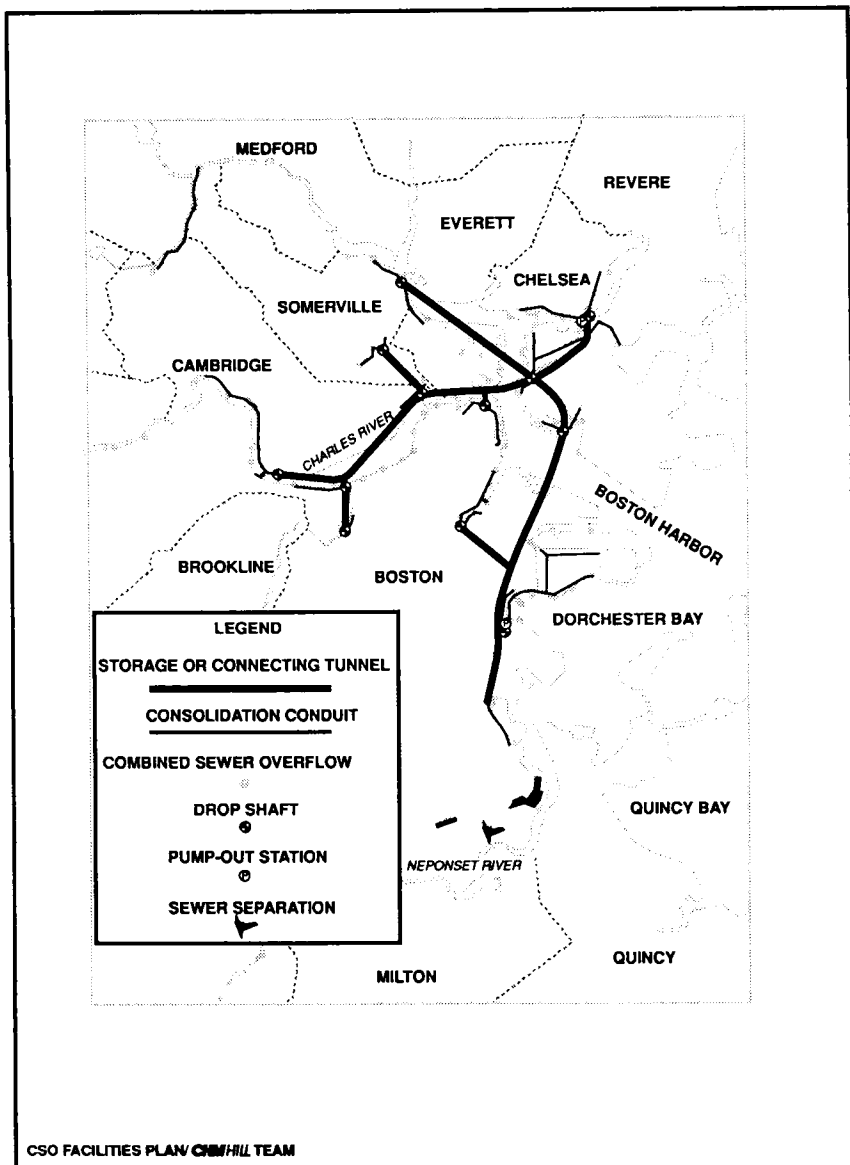 MEDFORD
REVERE
EVERETT
CHELSEA
SOMERVILLE
CAMBRIDGE
CHARLES RIVER
BOSTON HARBOR
BROOKLINE
BOSTON
DORCHESTER BAY
LEGEND
STORAGE OR CONNECTING TUNNEL
CONSOLIDATION CONDUIT
COMBINED SEWER OVERFLOW
DROP SHAFT
PUMP-OUT STATION
P
SEWER SEPARATION
QUINCY BAY
NEPONSET RIVER
QUINCY
MILTON
CSO FACILITIES PLAN/ CHM HILL TEAM